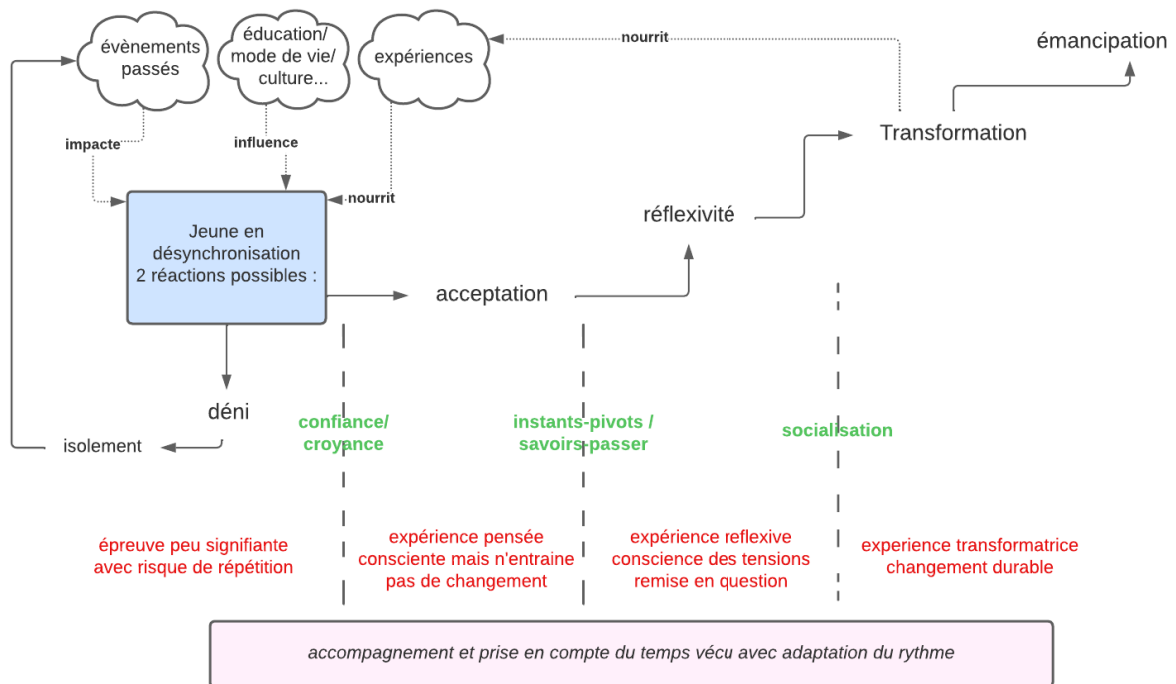 évènements
passés
éducation/
mode de vie/
culture...
expériences
nourrit
émancipation
impacte
influence
nourrit
Transformation
Jeune en
désynchronisation
2 réactions possibles :
réflexivité
acceptation
déni
isolement
confiance/
croyance
instants-pivots /
savoirs-passer
socialisation
épreuve peu signifiante
avec risque de répétition
expérience pensée
consciente mais n'entraine
pas de changement
expérience reflexive
conscience des tensions
remise en question
experience transformatrice
changement durable
accompagnement et prise en compte du temps vécu avec adaptation du rythme